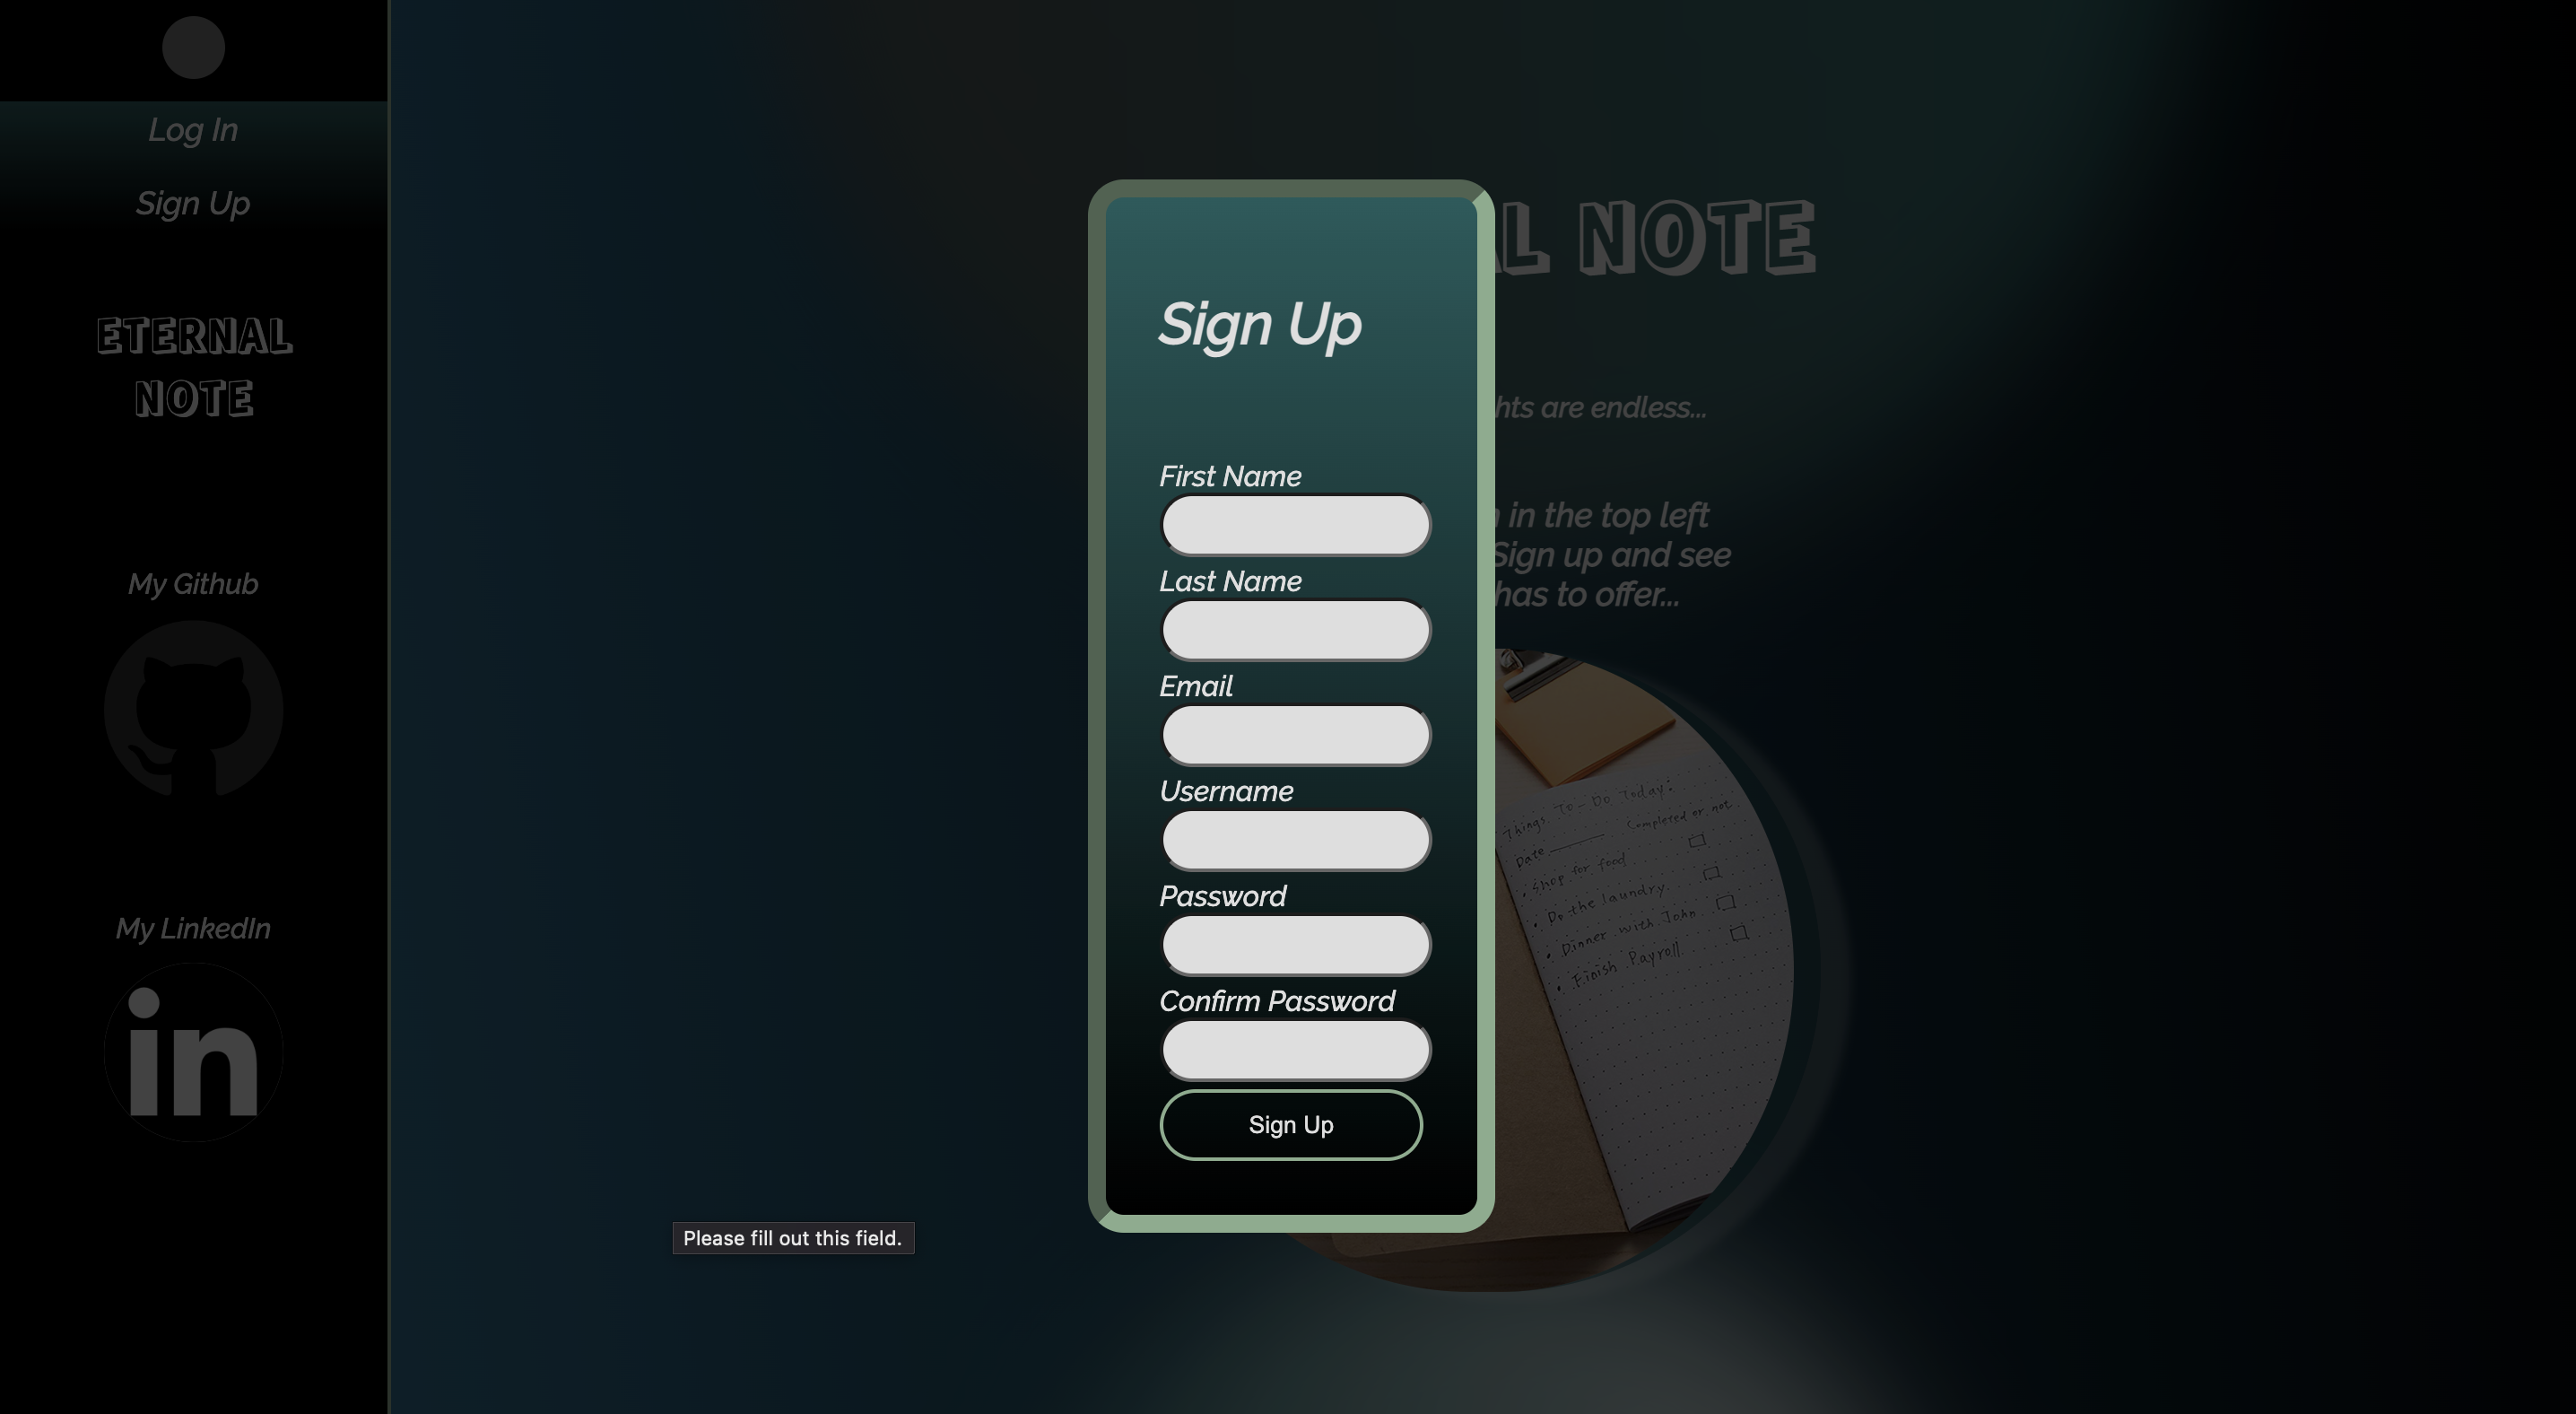 Log In
Sign Up
ETERNAL
NOTE
My Github
My LinkedIn
in
L NOTE
hts are endless...
in the top left
Sign up and see
has to offer...
Sign Up
First Name
Last Name
Email
Username
Password
Confirm Password
Sign Up
Things To-Do Today:
Date Completed or not
• Shop for food
• Do the laundry
• Dinner with John
• Finish Payroll
Please fill out this field.